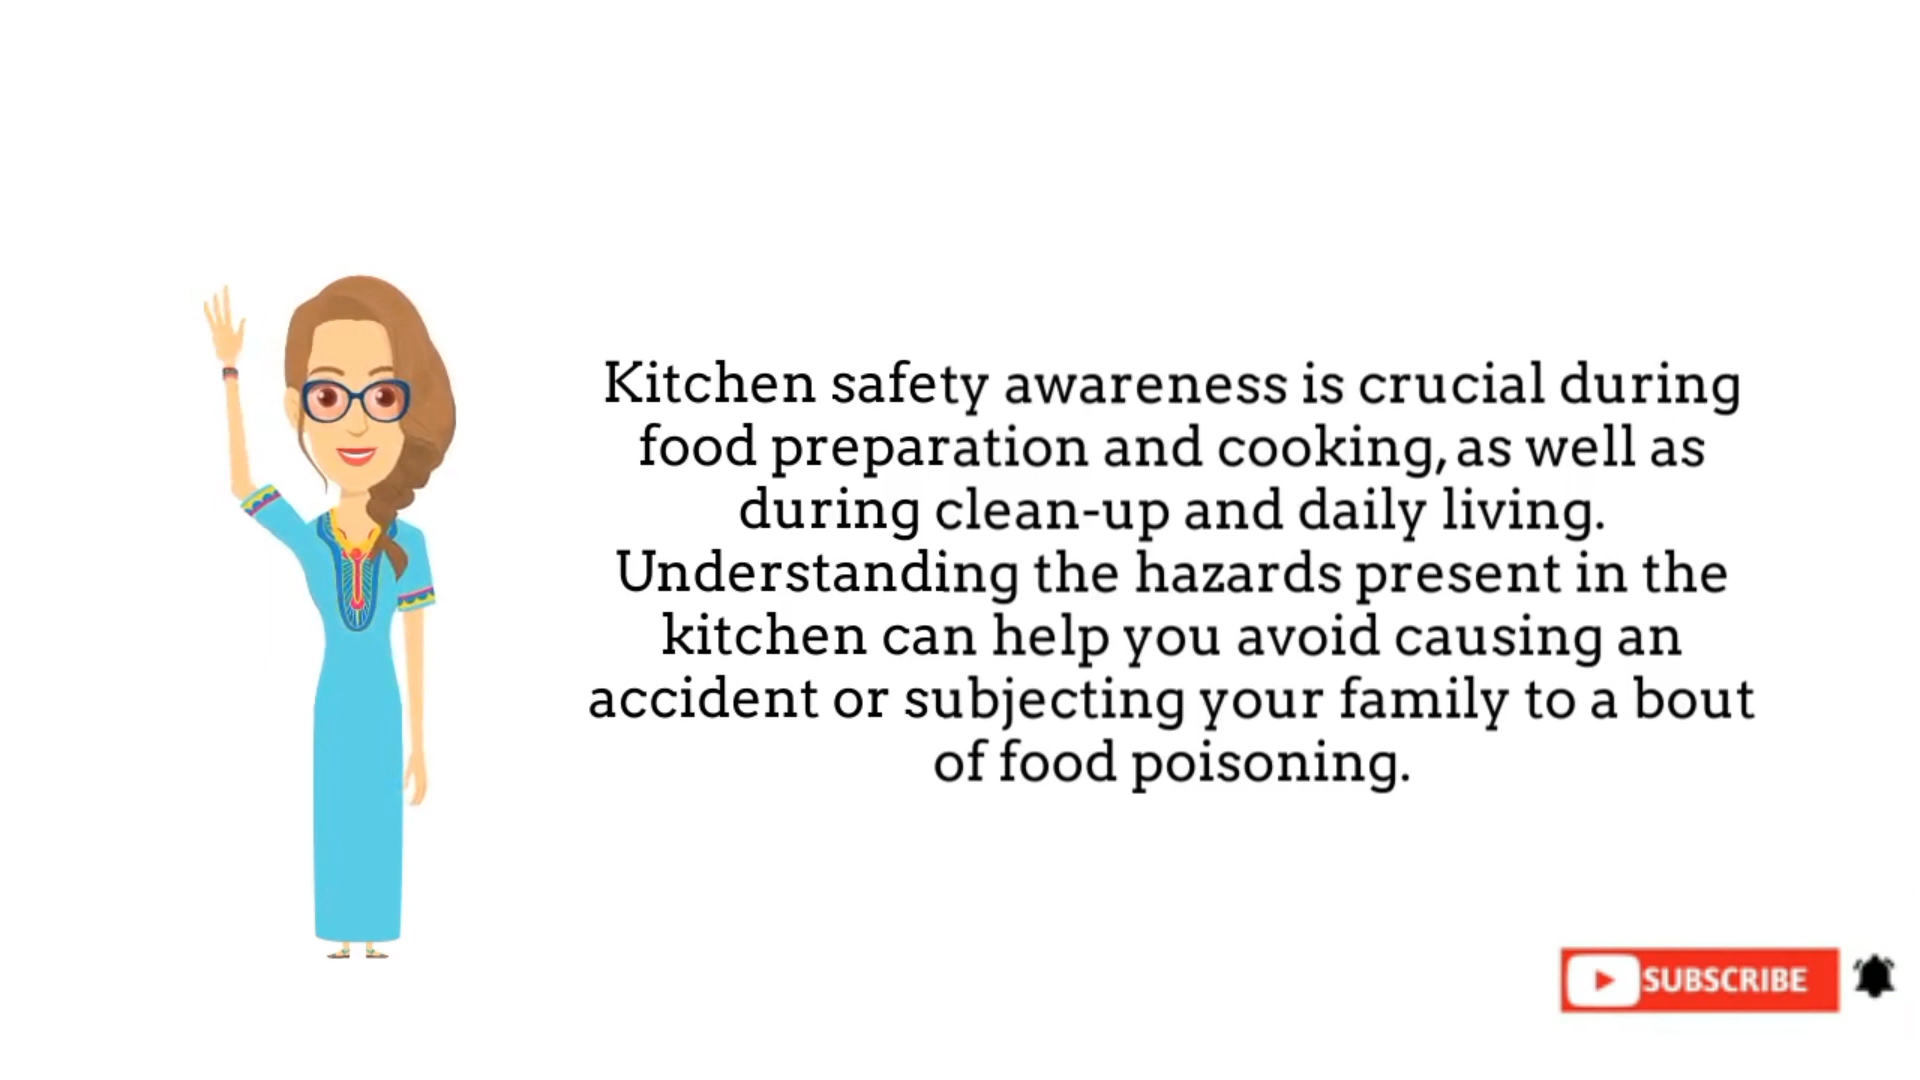 Kitchen safety awareness is crucial during
food preparation and cooking, as well as
during clean-up and daily living.
Understanding the hazards present in the
kitchen can help you avoid causing an
accident or subjecting your family to a bout
of food poisoning.
SUBSCRIBE